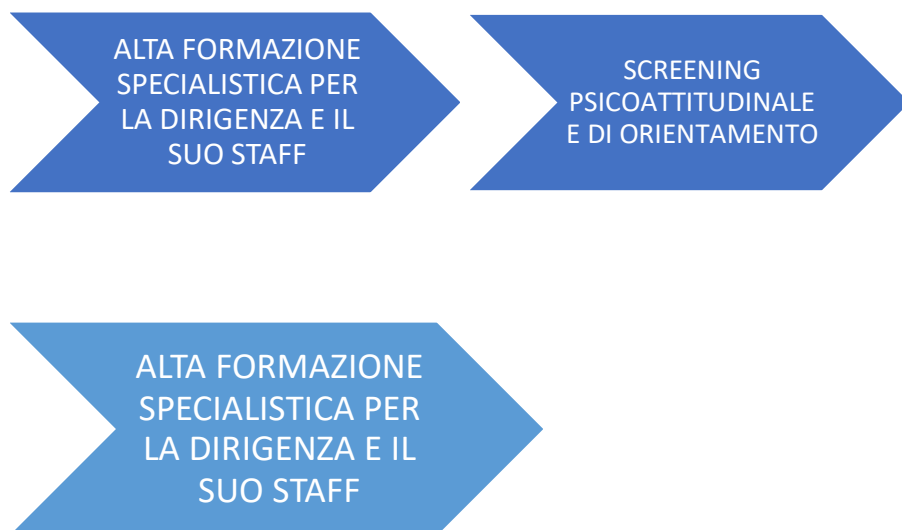 ALTA FORMAZIONE
SPECIALISTICA PER
LA DIRIGENZA E IL
SUO STAFF
SCREENING
PSICOATTITUDINALE
E DI ORIENTAMENTO
ALTA FORMAZIONE
SPECIALISTICA PER
LA DIRIGENZA E IL
SUO STAFF